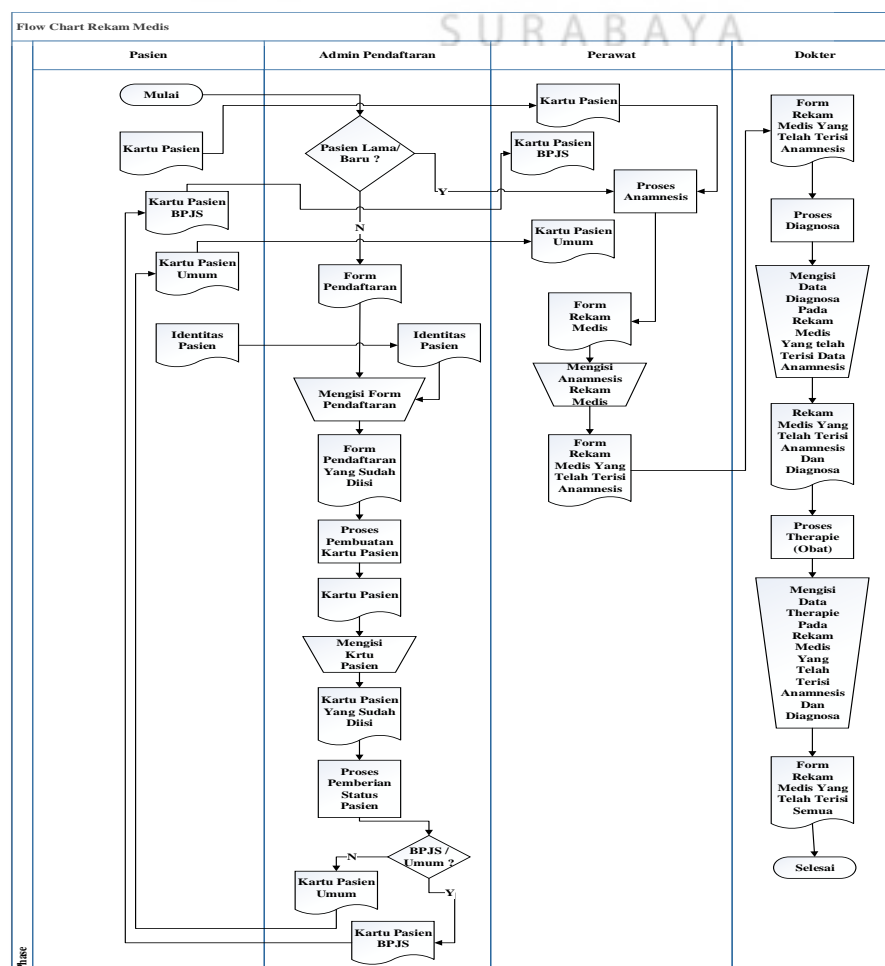 SURABAYA
Flow Chart Rekam Medis
Pasien
Admin Pendaftaran
Perawat
Dokter
Mulai
Kartu Pasien
Kartu Pasien
BPJS
Kartu Pasien
Umum
Identitas
Pasien
Pasien Lama/
Baru ?
Y
N
Form
Pendaftaran
Identitas
Pasien
Mengisi Form
Pendaftaran
Form
Pendaftaran
Yang Sudah
Diisi
Proses
Pembuatan
Kartu Pasien
Kartu Pasien
Mengisi
Krtu
Pasien
Kartu Pasien
Yang Sudah
Diisi
Proses
Pemberian
Status
Pasien
BPJS /
Umum ?
N
Y
Kartu Pasien
Umum
Kartu Pasien
BPJS
Kartu Pasien
Kartu Pasien
BPJS
Proses
Anamnesis
Kartu Pasien
Umum
Form
Rekam
Medis
Mengisi
Anamnesis
Rekam
Medis
Form
Rekam
Medis Yang
Telah Terisi
Anamnesis
Form
Rekam
Medis Yang
Telah Terisi
Anamnesis
Proses
Diagnosa
Mengisi
Data
Diagnosa
Pada
Rekam
Medis
Yang telah
Terisi Data
Anamnesis
Rekam
Medis Yang
Telah Terisi
Anamnesis
Dan
Diagnosa
Proses
Therapie
(Obat)
Mengisi
Data
Therapie
Pada
Rekam
Medis
Yang
Telah
Terisi
Anamnesis
Dan
Diagnosa
Form
Rekam
Medis Yang
Telah Terisi
Semua
Selesai
Phase